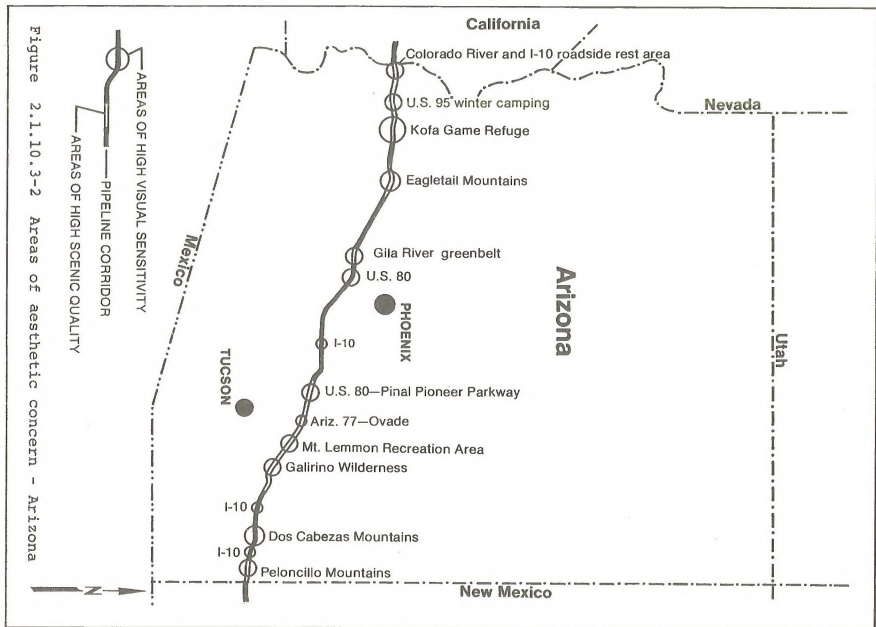 California
Colorado River and I-10 roadside rest area
U.S. 95 winter camping
Nevada
Kofa Game Refuge
Eagletail Mountains
Gila River greenbelt
U.S. 80
Arizona
PHOENIX
Utah
Mexico
I-10
TUCSON
U.S. 80—Pinal Pioneer Parkway
Ariz. 77—Ovade
Mt. Lemmon Recreation Area
Galirino Wilderness
I-10
Dos Cabezas Mountains
I-10
Peloncillo Mountains
New Mexico
N
AREAS OF HIGH VISUAL SENSITIVITY
PIPELINE CORRIDOR
AREAS OF HIGH SCENIC QUALITY
Figure 2.1.10.3-2 Areas of aesthetic concern - Arizona